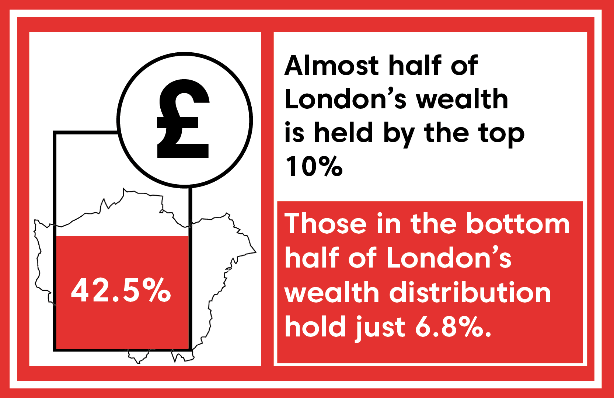 £
42.5%
Almost half of
London’s wealth
is held by the top
10%
Those in the bottom
half of London’s
wealth distribution
hold just 6.8%.